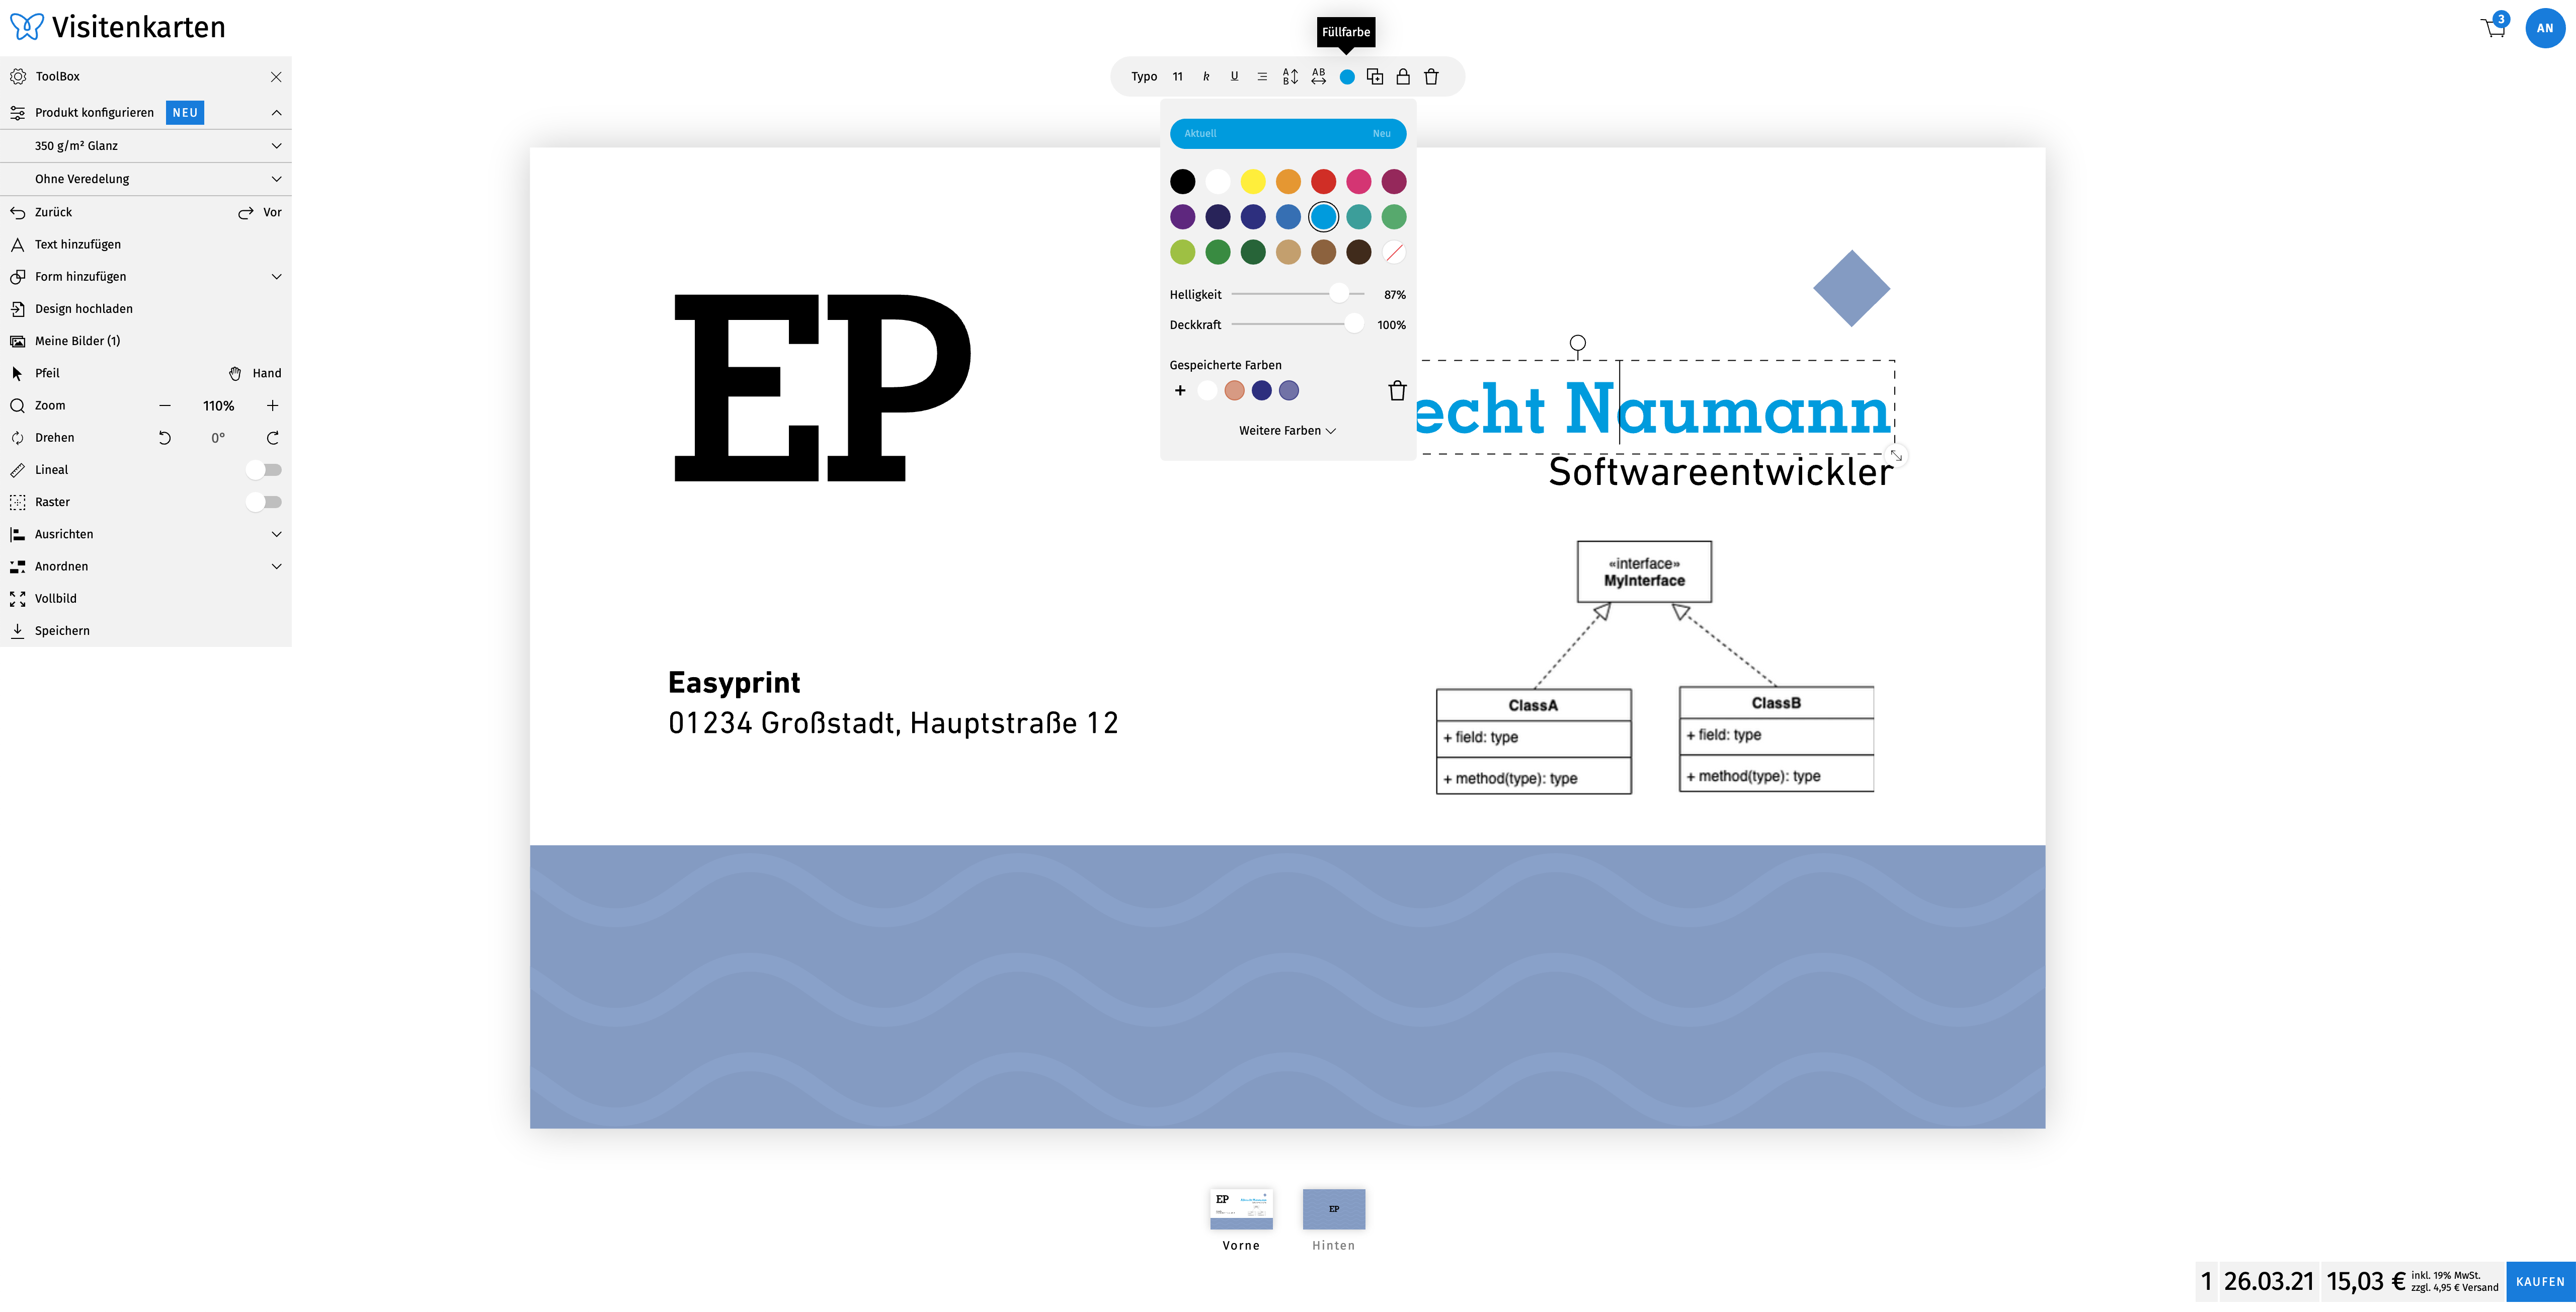 Visitenkarten
Füllfarbe
3
AN
ToolBox
Typo 11 k U A B AB
Produkt konfigurieren NEU
350 g/m² Glanz
Ohne Veredelung
Zurück Vor
Text hinzufügen
Form hinzufügen
Design hochladen
Meine Bilder (1)
Pfeil Hand
Zoom 110%
Drehen 0°
Lineal
Raster
Ausrichten
Anordnen
Vollbild
Speichern
Aktuell Neu
Helligkeit 87%
Deckkraft 100%
Gespeicherte Farben
Weitere Farben
EP
echt Naumann
Softwareentwickler
«interface»
MyInterface
ClassA
+ field: type
+ method(type): type
ClassB
+ field: type
+ method(type): type
Easyprint
01234 Großstadt, Hauptstraße 12
EP
Vorne
EP
Hinten
1 26.03.21 15,03 € inkl. 19% MwSt.
zzgl. 4,95 € Versand
KAUFEN